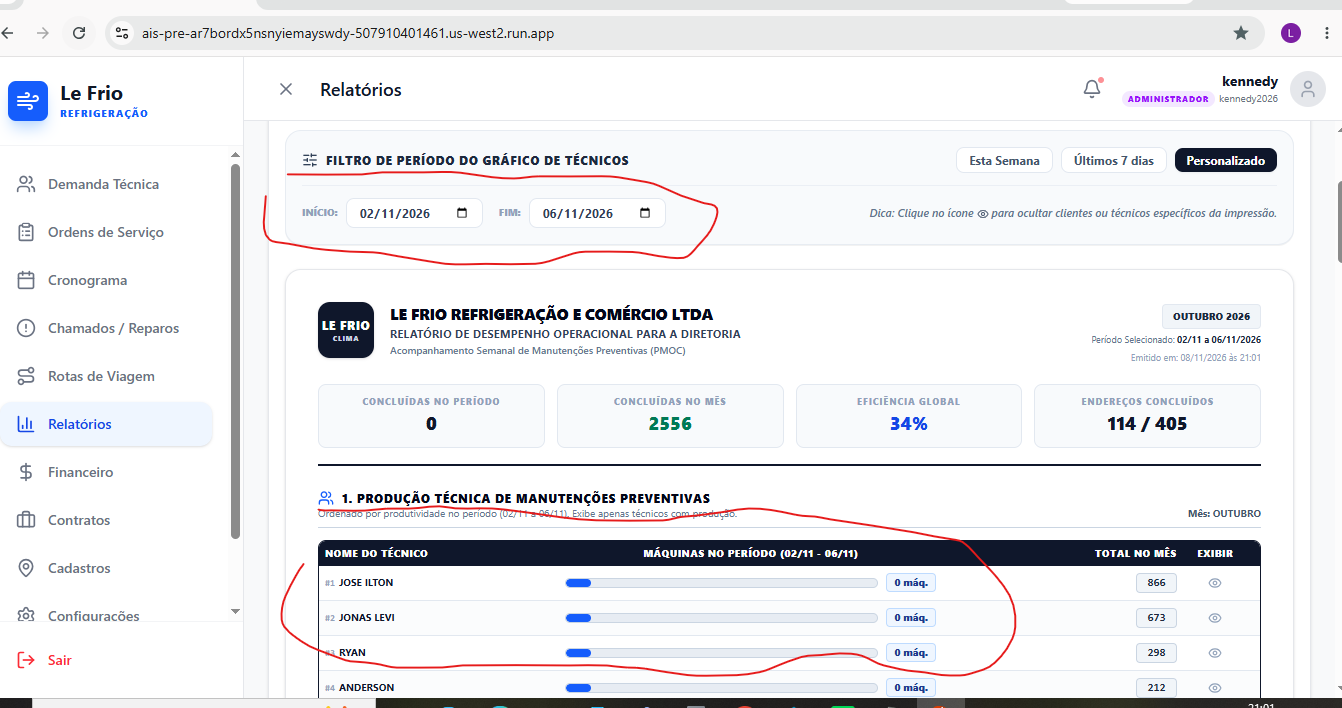 ais-pre-ar7bordx5nsnyiemayswdy-507910401461.us-west2.run.app
L
Le Frio
REFRIGERAÇÃO
Relatórios
kennedy
ADMINISTRADOR
kennedy2026
Demanda Técnica
Ordens de Serviço
Cronograma
Chamados / Reparos
Rotas de Viagem
Relatórios
Financeiro
Contratos
Cadastros
Configurações
Sair
FILTRO DE PERÍODO DO GRÁFICO DE TÉCNICOS
Esta Semana
Últimos 7 dias
Personalizado
INÍCIO: 02/11/2026 FIM: 06/11/2026
Dica: Clique no ícone para ocultar clientes ou técnicos específicos da impressão.
LE FRIO
CLIMA
LE FRIO REFRIGERAÇÃO E COMÉRCIO LTDA
RELATÓRIO DE DESEMPENHO OPERACIONAL PARA A DIRETORIA
Acompanhamento Semanal de Manutenções Preventivas (PMOC)
OUTUBRO 2026
Período Selecionado: 02/11 a 06/11/2026
Emitido em: 08/11/2026 às 21:01
CONCLUÍDAS NO PERÍODO
0
CONCLUÍDAS NO MÊS
2556
EFICIÊNCIA GLOBAL
34%
ENDEREÇOS CONCLUÍDOS
114 / 405
1. PRODUÇÃO TÉCNICA DE MANUTENÇÕES PREVENTIVAS
Ordenado por produtividade no período (02/11 a 06/11). Exibe apenas técnicos com produção.
Mês: OUTUBRO
NOME DO TÉCNICO MÁQUINAS NO PERÍODO (02/11 - 06/11) TOTAL NO MÊS EXIBIR
#1 JOSE ILTON 0 máq. 866
#2 JONAS LEVI 0 máq. 673
#3 RYAN 0 máq. 298
#4 ANDERSON 0 máq. 212
21:01